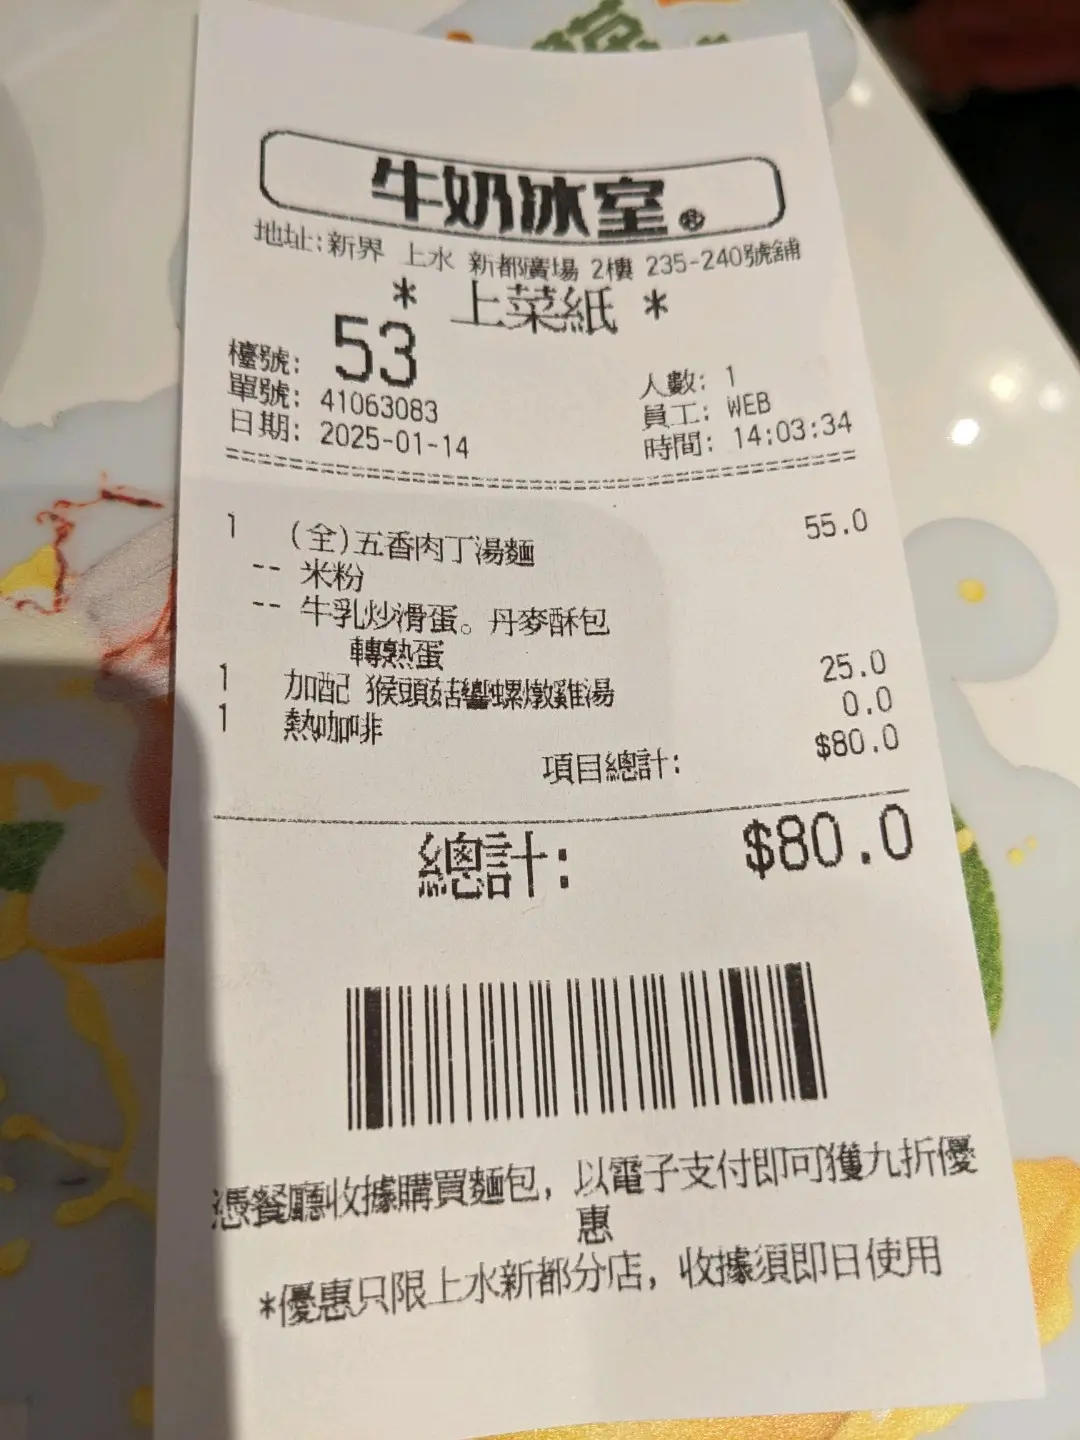 牛奶冰室®
地址:新界 上水 新都廣場 2樓 235-240號舖
* 上菜紙 *
檯號: 53 人數: 1
單號: 41063083 員工: WEB
日期: 2025-01-14 時間: 14:03:34
1 (全)五香肉丁湯麵 55.0
-- 米粉
-- 牛乳炒滑蛋。丹麥酥包
轉熟蛋
1 加配 猴頭菇響螺燉雞湯 25.0
1 熱咖啡 0.0
項目總計: $80.0
總計: $80.0
憑餐廳收據購買麵包，以電子支付即可獲九折優
惠
*優惠只限上水新都分店，收據須即日使用